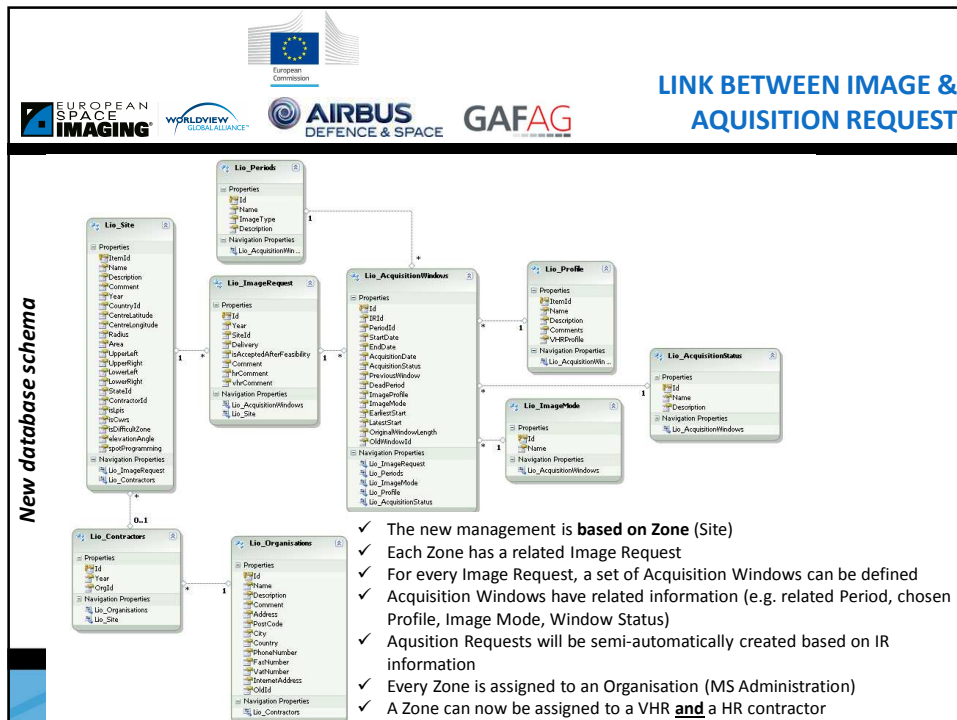 European
Commission
EUROPEAN
SPACE
IMAGING
WORLDVIEW
GLOBAL ALLIANCE
AIRBUS
DEFENCE & SPACE
GAFAG
LINK BETWEEN IMAGE &
AQUISITION REQUEST
New database schema
Lio_Periods
Properties
Id
Name
ImageType
Description
Navigation Properties
Lio_AcquisitionWin ...
1
*
Lio_Site
Properties
ItemId
Name
Description
Comment
Year
CountryId
CentreLatitude
CentreLongitude
Radius
Area
UpperLeft
UpperRight
LowerLeft
LowerRight
StateId
ContractorId
isLpis
isCwrs
isDifficultZone
elevationAngle
spotProgramming
Navigation Properties
Lio_ImageRequest
Lio_Contractors
1
*
Lio_ImageRequest
Properties
Id
Year
SiteId
Delivery
isAcceptedAfterFeasibility
Comment
hrComment
vhrComment
Navigation Properties
Lio_AcquisitionWindows
Lio_Site
1
*
Lio_AcquisitionWindows
Properties
Id
IRId
PeriodId
StartDate
EndDate
AcquisitionDate
AcquisitionStatus
PreviousWindow
DeadPeriod
ImageProfile
ImageMode
EarliestStart
LatestStart
OriginalWindowLength
OldWindowId
Navigation Properties
Lio_ImageRequest
Lio_Periods
Lio_ImageMode
Lio_Profile
Lio_AcquisitionStatus
*
1
Lio_Profile
Properties
ItemId
Name
Description
Comments
VHRProfile
Navigation Properties
Lio_AcquisitionWin ...
*
1
Lio_AcquisitionStatus
Properties
Id
Name
Description
Navigation Properties
Lio_AcquisitionWindows
*
1
Lio_ImageMode
Properties
Id
Name
Navigation Properties
Lio_AcquisitionWindows
*
0..1
Lio_Contractors
Properties
Id
Year
OrgId
Navigation Properties
Lio_Organisations
Lio_Site
*
1
Lio_Organisations
Properties
Id
Name
Description
Comment
Address
PostCode
City
Country
PhoneNumber
FaxNumber
VatNumber
InternetAddress
OldId
Navigation Properties
Lio_Contractors
✓ The new management is based on Zone (Site)
✓ Each Zone has a related Image Request
✓ For every Image Request, a set of Acquisition Windows can be defined
✓ Acquisition Windows have related information (e.g. related Period, chosen
Profile, Image Mode, Window Status)
✓ Aqusition Requests will be semi-automatically created based on IR
information
✓ Every Zone is assigned to an Organisation (MS Administration)
✓ A Zone can now be assigned to a VHR and a HR contractor